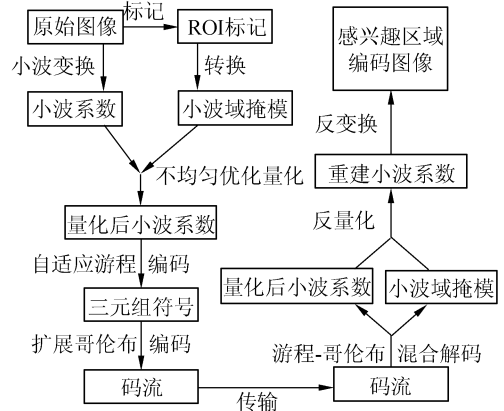 标记
原始图像
ROI标记
小波变换
转换
小波系数
小波域掩模
不均匀优化量化
量化后小波系数
自适应游程 编码
三元组符号
扩展哥伦布 编码
码流
传输
码流
游程-哥伦布 混合解码
量化后小波系数
小波域掩模
反量化
重建小波系数
反变换
感兴趣区域
编码图像